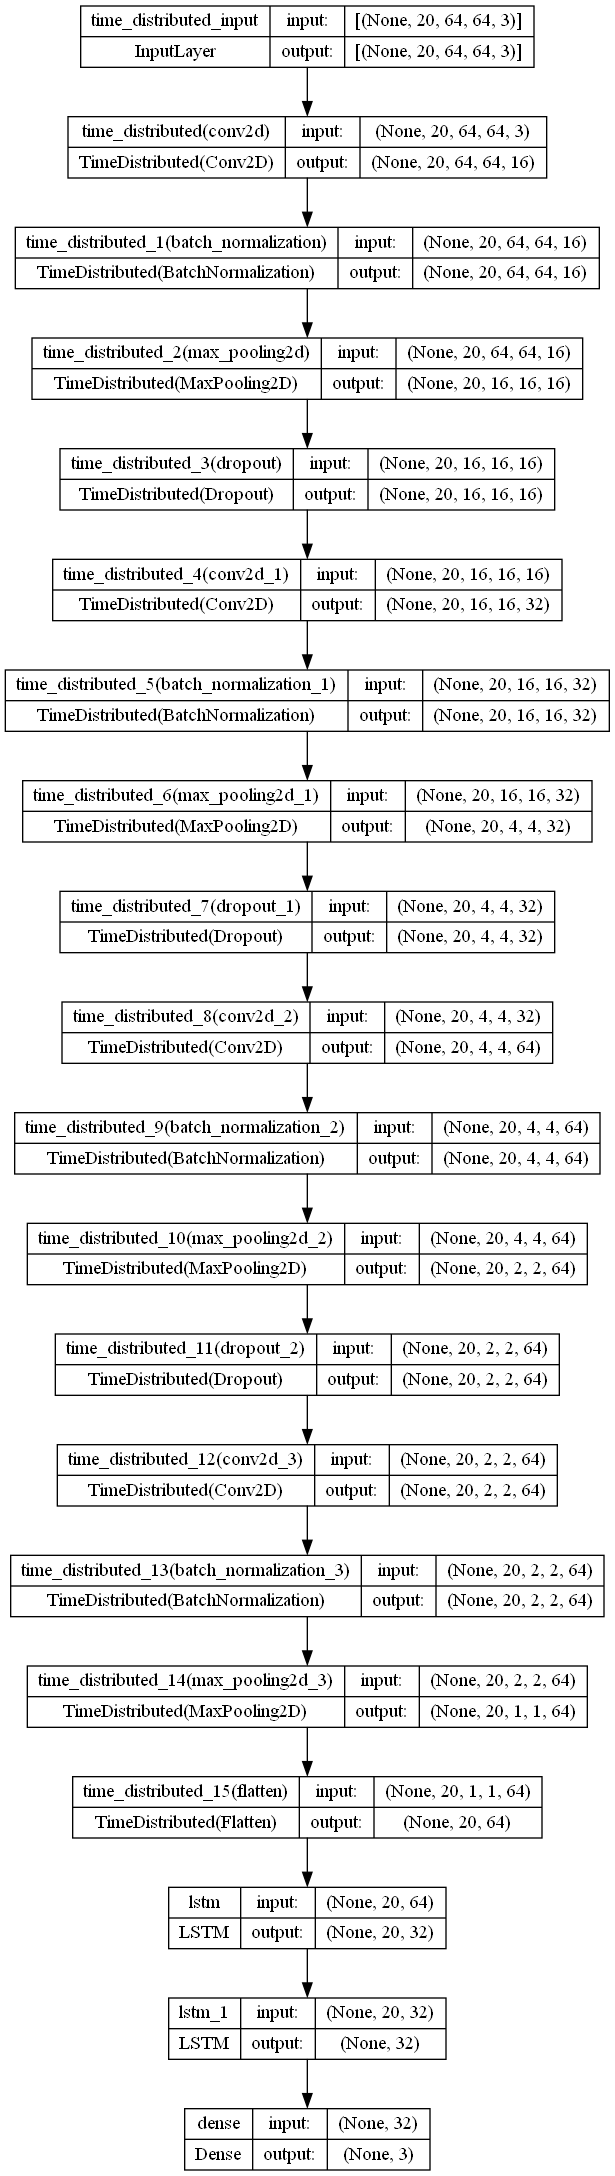 time_distributed_input input: [(None, 20, 64, 64, 3)]
InputLayer output: [(None, 20, 64, 64, 3)]
time_distributed(conv2d) input: (None, 20, 64, 64, 3)
TimeDistributed(Conv2D) output: (None, 20, 64, 64, 16)
time_distributed_1(batch_normalization) input: (None, 20, 64, 64, 16)
TimeDistributed(BatchNormalization) output: (None, 20, 64, 64, 16)
time_distributed_2(max_pooling2d) input: (None, 20, 64, 64, 16)
TimeDistributed(MaxPooling2D) output: (None, 20, 16, 16, 16)
time_distributed_3(dropout) input: (None, 20, 16, 16, 16)
TimeDistributed(Dropout) output: (None, 20, 16, 16, 16)
time_distributed_4(conv2d_1) input: (None, 20, 16, 16, 16)
TimeDistributed(Conv2D) output: (None, 20, 16, 16, 32)
time_distributed_5(batch_normalization_1) input: (None, 20, 16, 16, 32)
TimeDistributed(BatchNormalization) output: (None, 20, 16, 16, 32)
time_distributed_6(max_pooling2d_1) input: (None, 20, 16, 16, 32)
TimeDistributed(MaxPooling2D) output: (None, 20, 4, 4, 32)
time_distributed_7(dropout_1) input: (None, 20, 4, 4, 32)
TimeDistributed(Dropout) output: (None, 20, 4, 4, 32)
time_distributed_8(conv2d_2) input: (None, 20, 4, 4, 32)
TimeDistributed(Conv2D) output: (None, 20, 4, 4, 64)
time_distributed_9(batch_normalization_2) input: (None, 20, 4, 4, 64)
TimeDistributed(BatchNormalization) output: (None, 20, 4, 4, 64)
time_distributed_10(max_pooling2d_2) input: (None, 20, 4, 4, 64)
TimeDistributed(MaxPooling2D) output: (None, 20, 2, 2, 64)
time_distributed_11(dropout_2) input: (None, 20, 2, 2, 64)
TimeDistributed(Dropout) output: (None, 20, 2, 2, 64)
time_distributed_12(conv2d_3) input: (None, 20, 2, 2, 64)
TimeDistributed(Conv2D) output: (None, 20, 2, 2, 64)
time_distributed_13(batch_normalization_3) input: (None, 20, 2, 2, 64)
TimeDistributed(BatchNormalization) output: (None, 20, 2, 2, 64)
time_distributed_14(max_pooling2d_3) input: (None, 20, 2, 2, 64)
TimeDistributed(MaxPooling2D) output: (None, 20, 1, 1, 64)
time_distributed_15(flatten) input: (None, 20, 1, 1, 64)
TimeDistributed(Flatten) output: (None, 20, 64)
lstm input: (None, 20, 64)
LSTM output: (None, 20, 32)
lstm_1 input: (None, 20, 32)
LSTM output: (None, 32)
dense input: (None, 32)
Dense output: (None, 3)